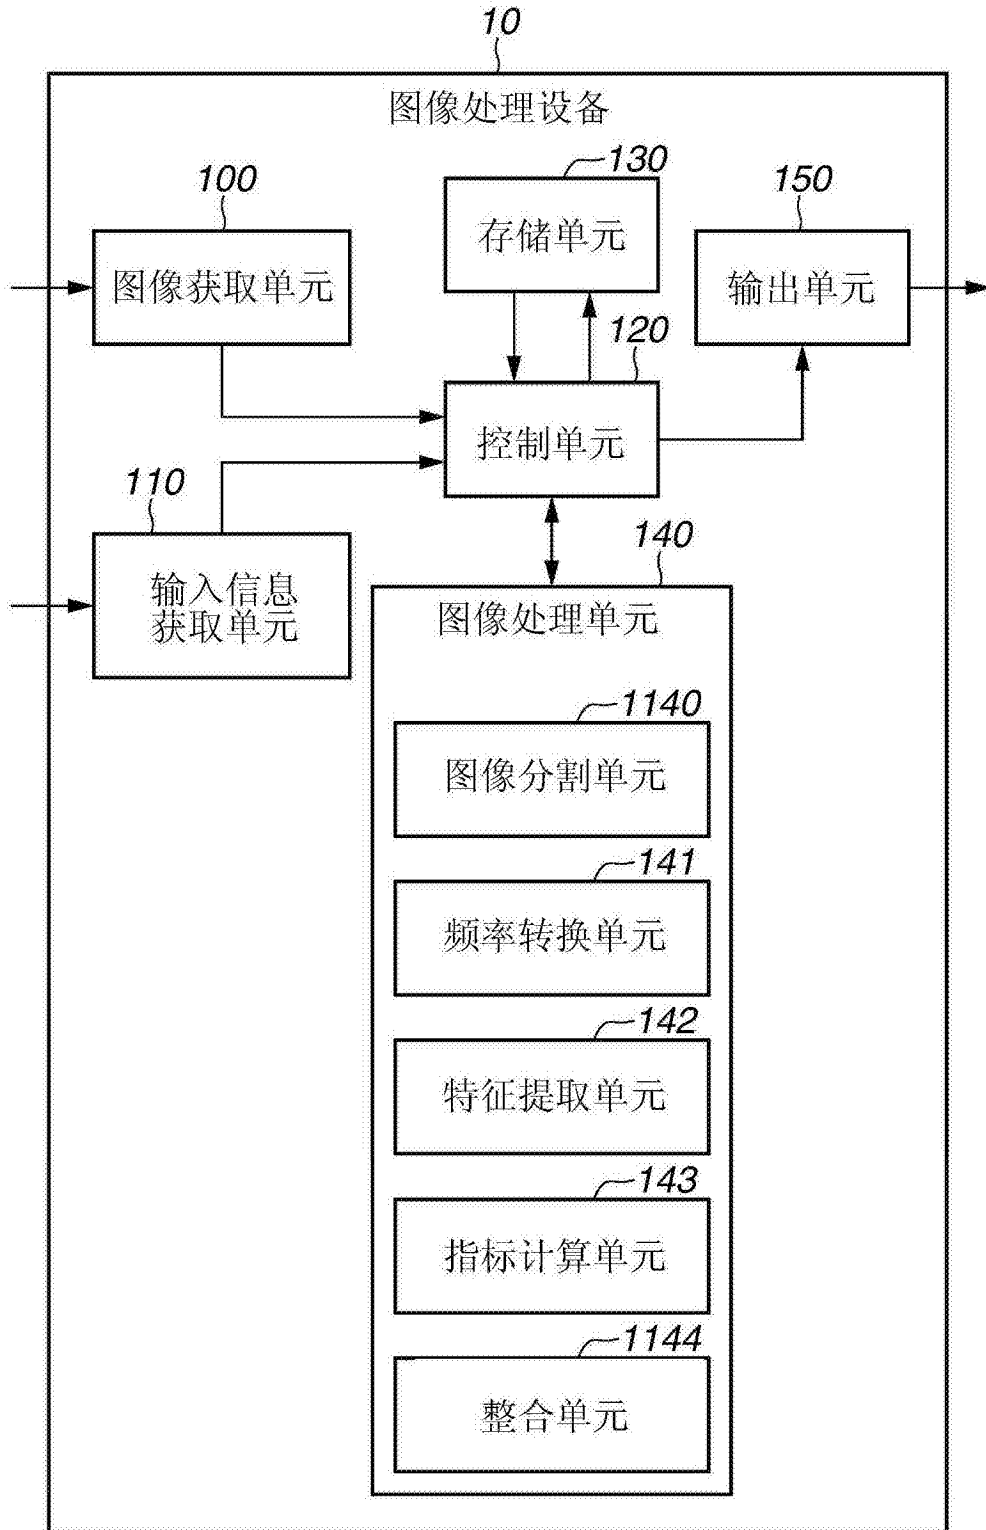 10
图像处理设备
130
100
150
存储单元
图像获取单元
输出单元
120
控制单元
110
140
输入信息
获取单元
图像处理单元
1140
图像分割单元
141
频率转换单元
142
特征提取单元
143
指标计算单元
1144
整合单元